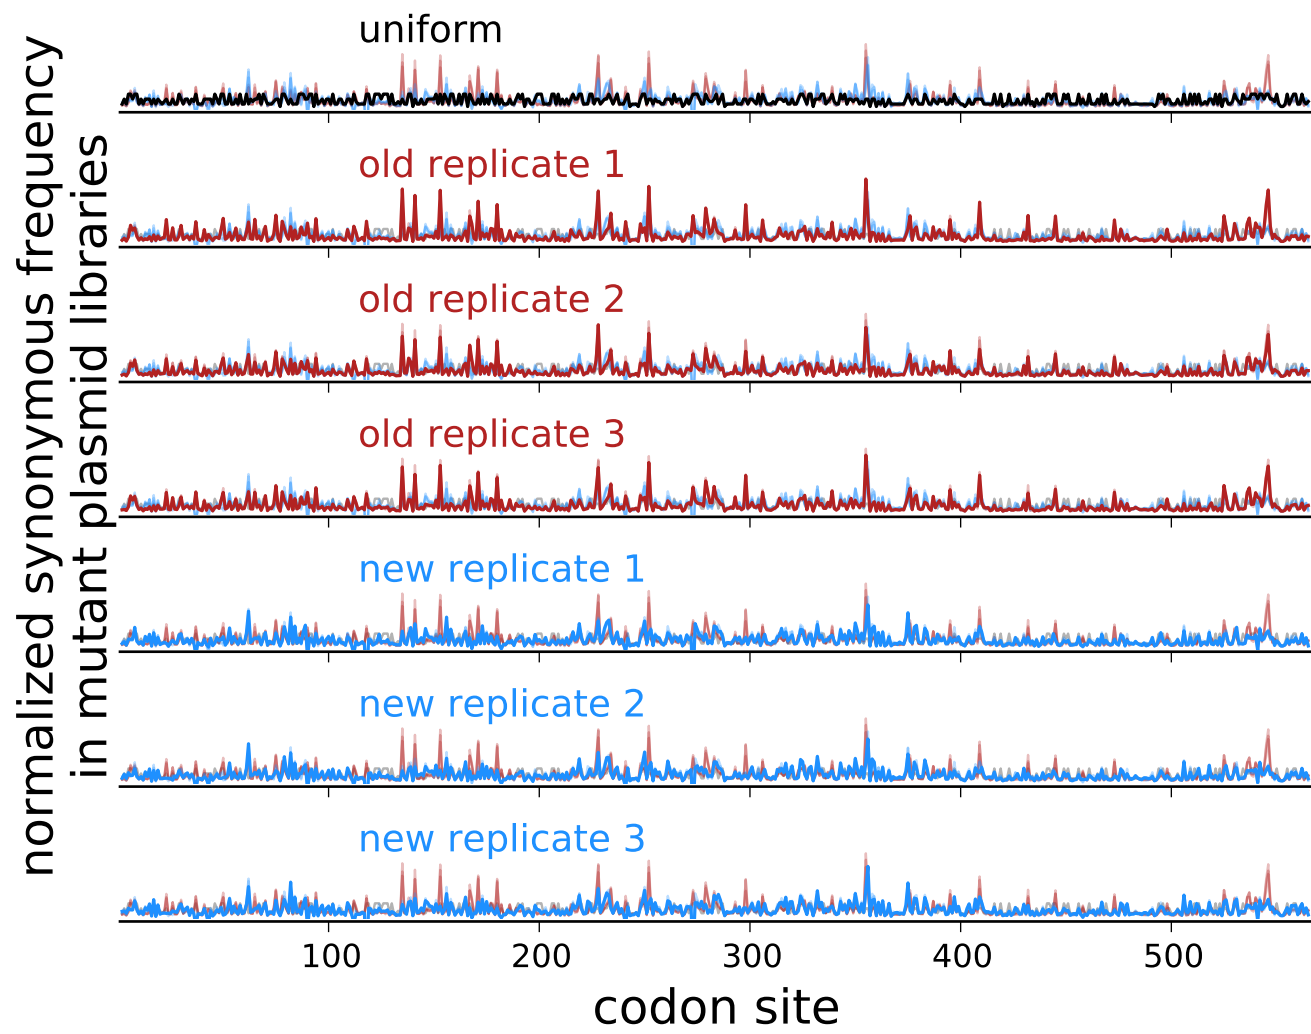 normalized synonymous frequency
in mutant plasmid libraries
uniform
old replicate 1
old replicate 2
old replicate 3
new replicate 1
new replicate 2
new replicate 3
100 200 300 400 500
codon site